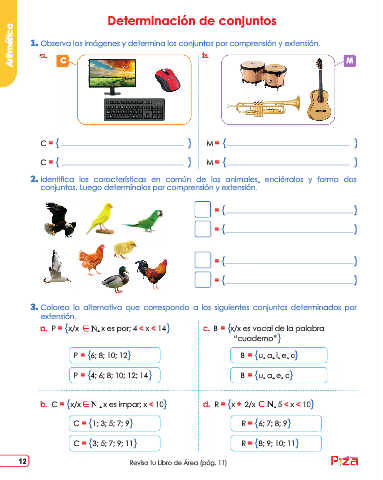 Aritmética
Determinación de conjuntos
1. Observa las imágenes y determina los conjuntos por comprensión y extensión.
a. C
b. M
C = { }
M = { }
C = { }
M = { }
2. Identifica las características en común de los animales, enciérralos y forma dos
conjuntos. Luego determínalos por comprensión y extensión.
= { }
= { }
= { }
= { }
3. Colorea la alternativa que corresponda a los siguientes conjuntos determinados por
extensión.
a. P = {x/x ∈ N, x es par; 4 < x < 14}
P = {6; 8; 10; 12}
P = {4; 6; 8; 10; 12; 14}
c. B = {x/x es vocal de la palabra
"cuaderno"}
B = {u, a, i, e, o}
B = {u, a, e, o}
b. C = {x/x ∈ N, x es impar; x < 10}
C = {1; 3; 5; 7; 9}
C = {3; 5; 7; 9; 11}
d. R = {x + 2/x ∈ N, 5 < x < 10}
R = {6; 7; 8; 9}
R = {8; 9; 10; 11}
12
Revisa tu Libro de Área (pág. 11)